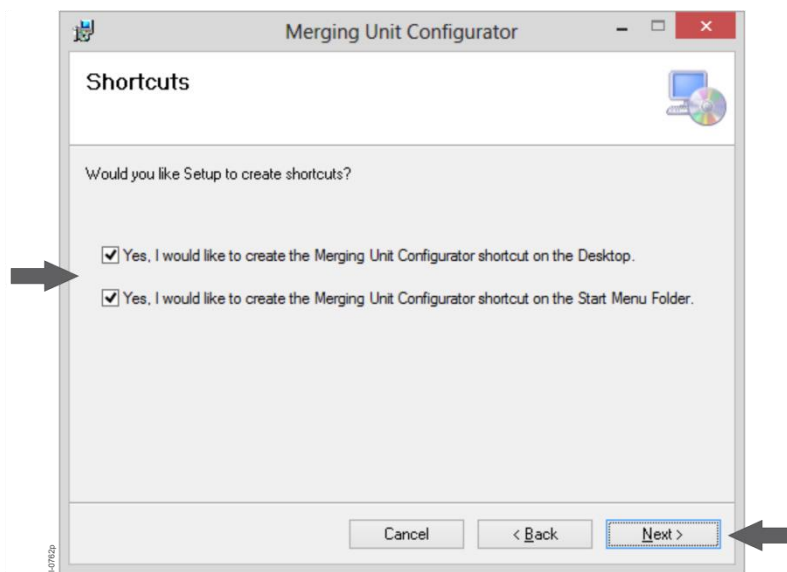 Merging Unit Configurator
Shortcuts
Would you like Setup to create shortcuts?
Yes, I would like to create the Merging Unit Configurator shortcut on the Desktop.
Yes, I would like to create the Merging Unit Configurator shortcut on the Start Menu Folder.
Cancel
< Back
Next >